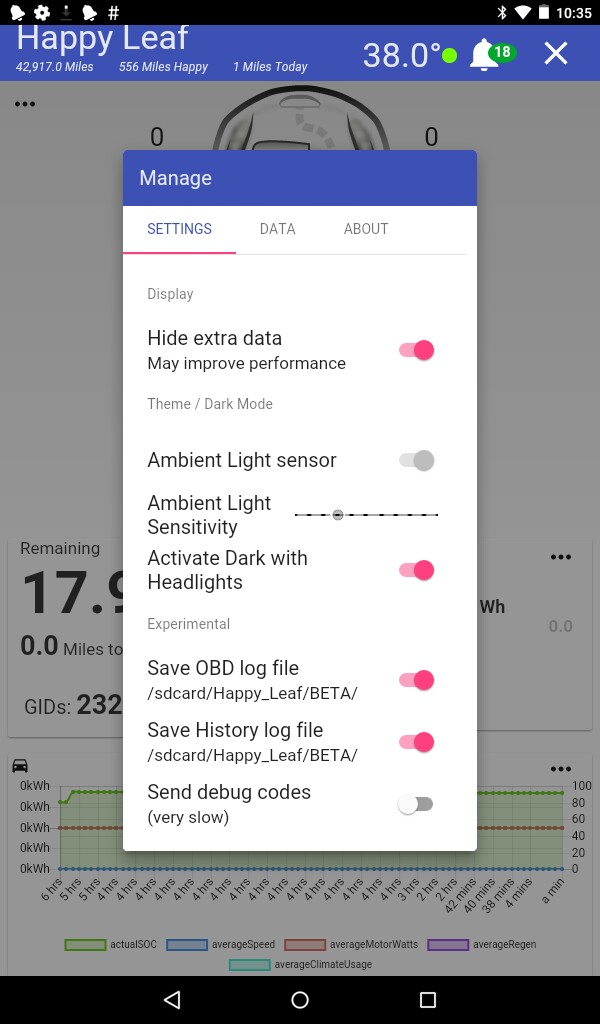 # 10:35
Happy Leaf
42,917.0 Miles 556 Miles Happy 1 Miles Today
38.0°
18
0 0
Manage
SETTINGS DATA ABOUT
Display
Hide extra data
May improve performance
Theme / Dark Mode
Ambient Light sensor
Ambient Light
Sensitivity
Activate Dark with
Headlights
Experimental
Save OBD log file
/sdcard/Happy_Leaf/BETA/
Save History log file
/sdcard/Happy_Leaf/BETA/
Send debug codes
(very slow)
Remaining
17.9
0.0 Miles to
GIDs: 232
Wh
0.0
0kWh 100
0kWh 80
0kWh 60
0kWh 40
20
0kWh 0
6 hrs 5 hrs 5 hrs 4 hrs 4 hrs 4 hrs 4 hrs 4 hrs 4 hrs 4 hrs 4 hrs 4 hrs 4 hrs 4 hrs 4 hrs 4 hrs 4 hrs 4 hrs 4 hrs 3 hrs 2 hrs 2 hrs 42 mins 40 mins 38 mins 4 mins a min
actualSOC averageSpeed averageMotorWatts averageRegen
averageClimateUsage